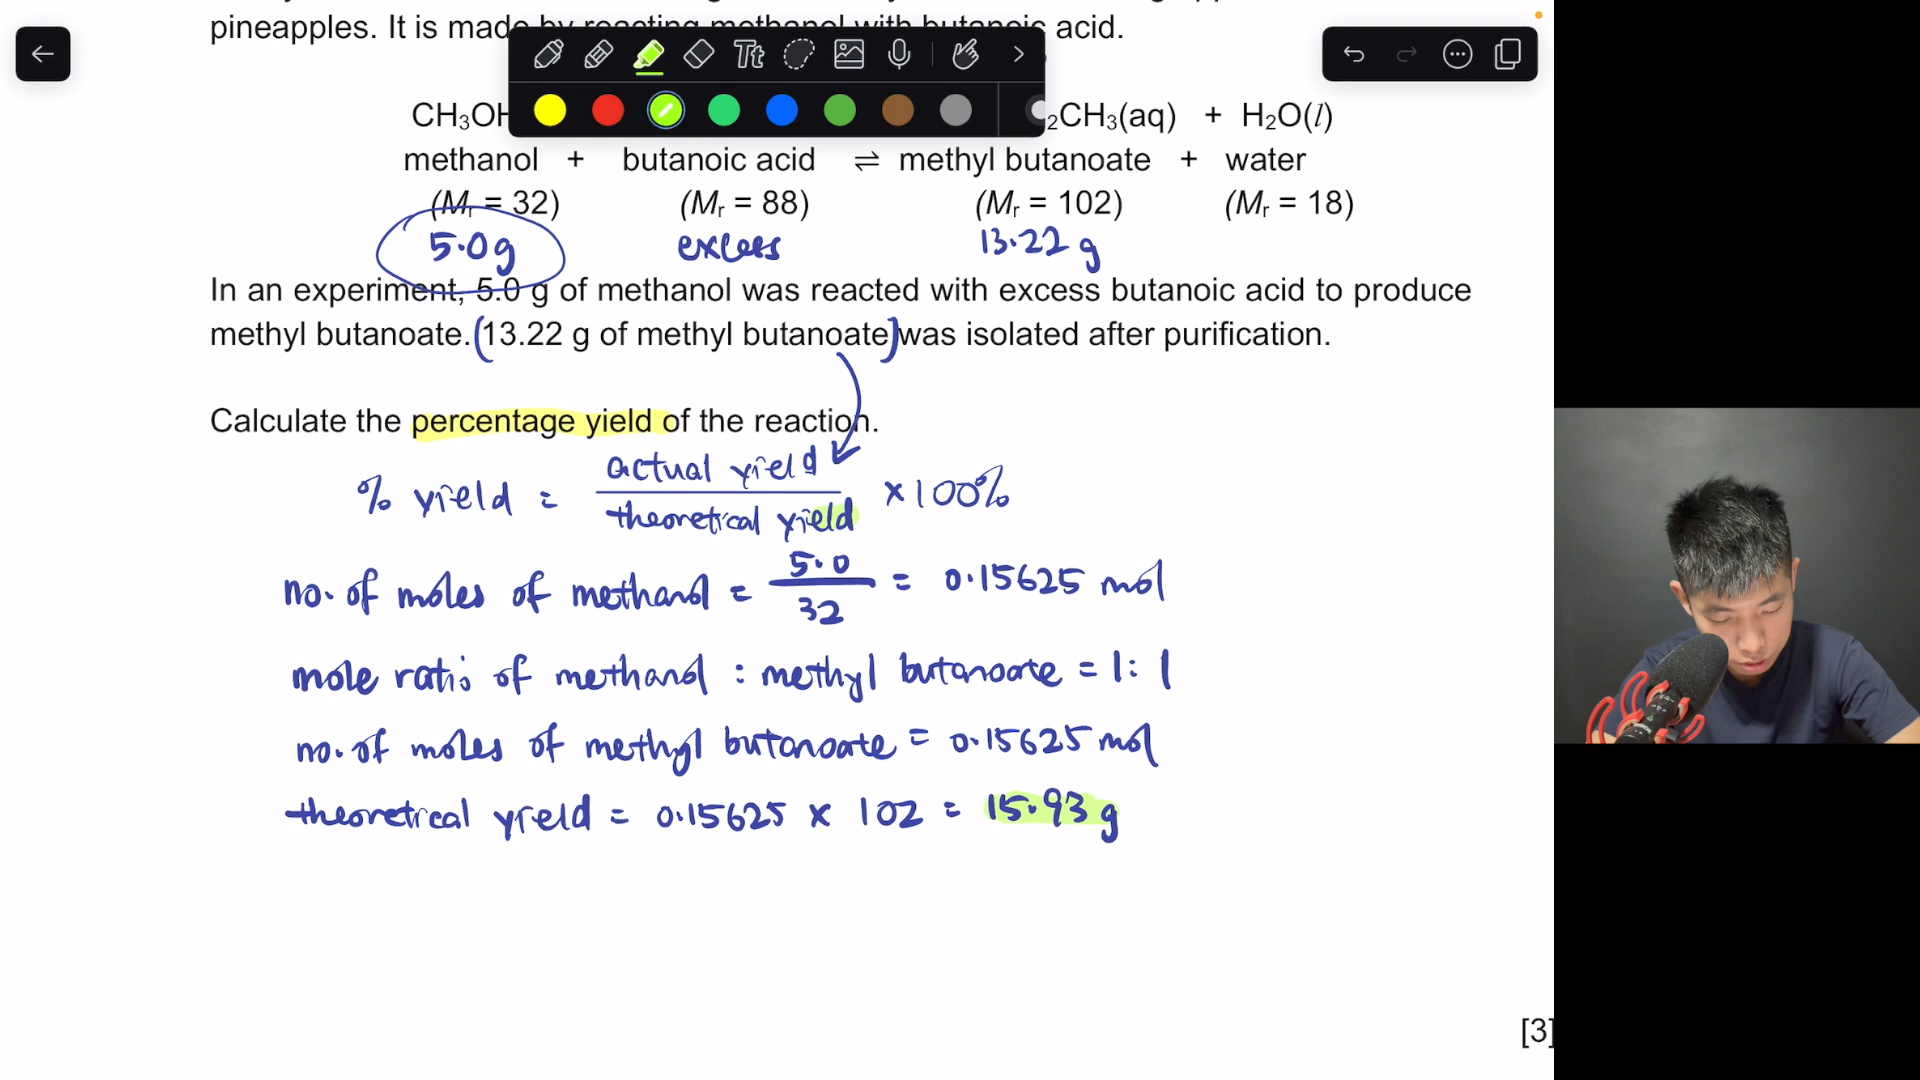 pineapples. It is made by reacting methanol with butanoic acid.
CH₃OH ₂CH₃(aq) + H₂O(l)
methanol + butanoic acid ⇌ methyl butanoate + water
(Mᵣ = 32) (Mᵣ = 88) (Mᵣ = 102) (Mᵣ = 18)
5.0g excess 13.22 g
In an experiment, 5.0 g of methanol was reacted with excess butanoic acid to produce
methyl butanoate. (13.22 g of methyl butanoate) was isolated after purification.
Calculate the percentage yield of the reaction.
% yield = actual yield / theoretical yield × 100%
no. of moles of methanol = 5.0 / 32 = 0.15625 mol
mole ratio of methanol : methyl butanoate = 1 : 1
no. of moles of methyl butanoate = 0.15625 mol
theoretical yield = 0.15625 × 102 = 15.93 g
[3]
Tt